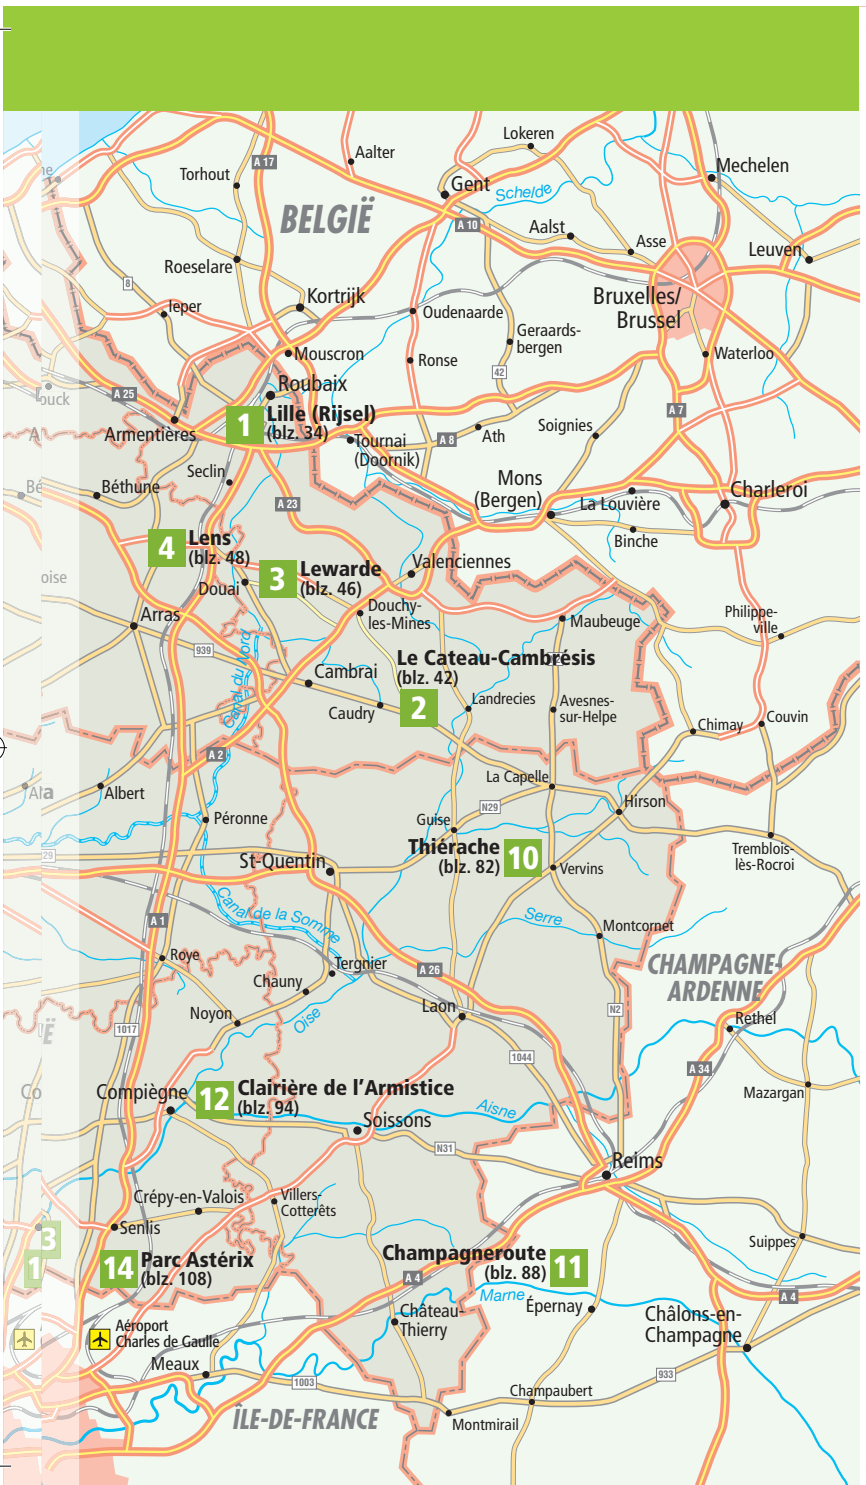 Lokeren
A 17
Aalter
Mechelen
Torhout
Gent
Schelde
BELGIË
A 10
Aalst
Asse
Leuven
Roeselare
8
Kortrijk
Bruxelles/
Brussel
Ieper
Oudenaarde
Geraards-
bergen
Mouscron
Ronse
Waterloo
42
Roubaix
A 25
ouck
1
Lille (Rijsel)
(blz. 34)
A 7
Armentières
Tournai
(Doornik)
A 8
Ath
Soignies
Seclin
Mons
(Bergen)
Béthune
Bé
A 23
La Louvière
Charleroi
Binche
4
Lens
(blz. 48)
3
Lewarde
(blz. 46)
Valenciennes
Douai
oise
Arras
Douchy-
les-Mines
Maubeuge
Philippe-
ville
939
Canal du Nord
Cambrai
Le Cateau-Cambrésis
(blz. 42)
2
Caudry
Landrecies
Avesnes-
sur-Helpe
Chimay
Couvin
A 2
La Capelle
Albert
N29
Hirson
Péronne
Guise
Thiérache
(blz. 82)
10
Vervins
Tremblois-
lès-Rocroi
29
St-Quentin
Canal de la Somme
A 1
Serre
Montcornet
Roye
Tergnier
A 26
CHAMPAGNE-
ARDENNE
Chauny
Laon
N2
Noyon
Oise
Rethel
1017
Ë
1044
A 34
Mazargan
Co
Compiègne
12
Clairière de l’Armistice
(blz. 94)
Aisne
Soissons
N31
Reims
Crépy-en-Valois
Villers-
Cotterêts
Senlis
3
1
Suippes
14
Parc Astérix
(blz. 108)
Champagneroute
(blz. 88)
11
A 4
Marne
A 4
Épernay
Château-
Thierry
Châlons-en-
Champagne
Aéroport
Charles de Gaulle
Meaux
1003
933
Champaubert
ÎLE-DE-FRANCE
Montmirail